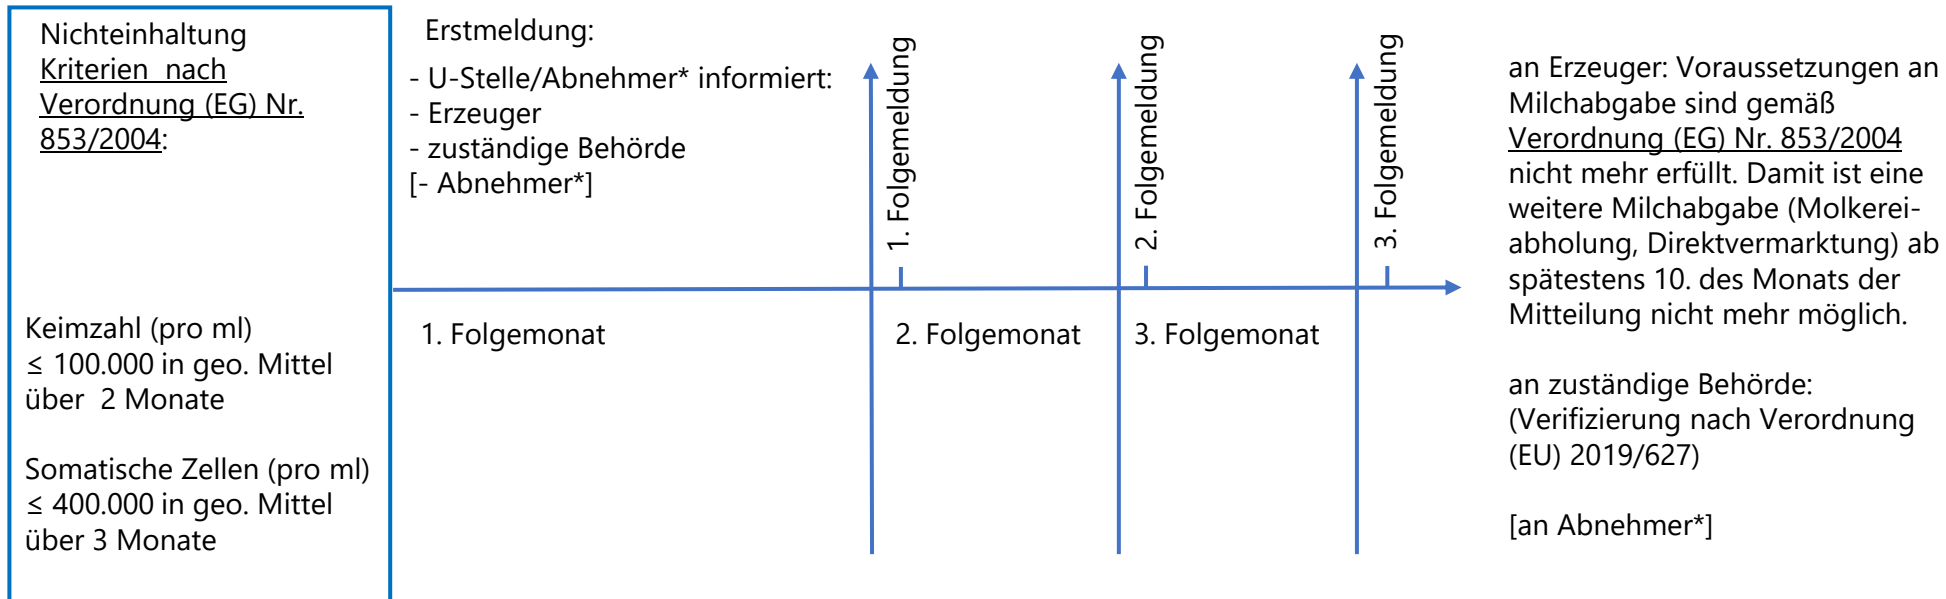 Nichteinhaltung
Kriterien nach
Verordnung (EG) Nr.
853/2004:
Keimzahl (pro ml)
≤ 100.000 in geo. Mittel
über 2 Monate
Somatische Zellen (pro ml)
≤ 400.000 in geo. Mittel
über 3 Monate
Erstmeldung:
- U-Stelle/Abnehmer* informiert:
- Erzeuger
- zuständige Behörde
[- Abnehmer*]
1. Folgemeldung
2. Folgemeldung
3. Folgemeldung
1. Folgemonat
2. Folgemonat
3. Folgemonat
an Erzeuger: Voraussetzungen an
Milchabgabe sind gemäß
Verordnung (EG) Nr. 853/2004
nicht mehr erfüllt. Damit ist eine
weitere Milchabgabe (Molkerei-
abholung, Direktvermarktung) ab
spätestens 10. des Monats der
Mitteilung nicht mehr möglich.
an zuständige Behörde:
(Verifizierung nach Verordnung
(EU) 2019/627)
[an Abnehmer*]